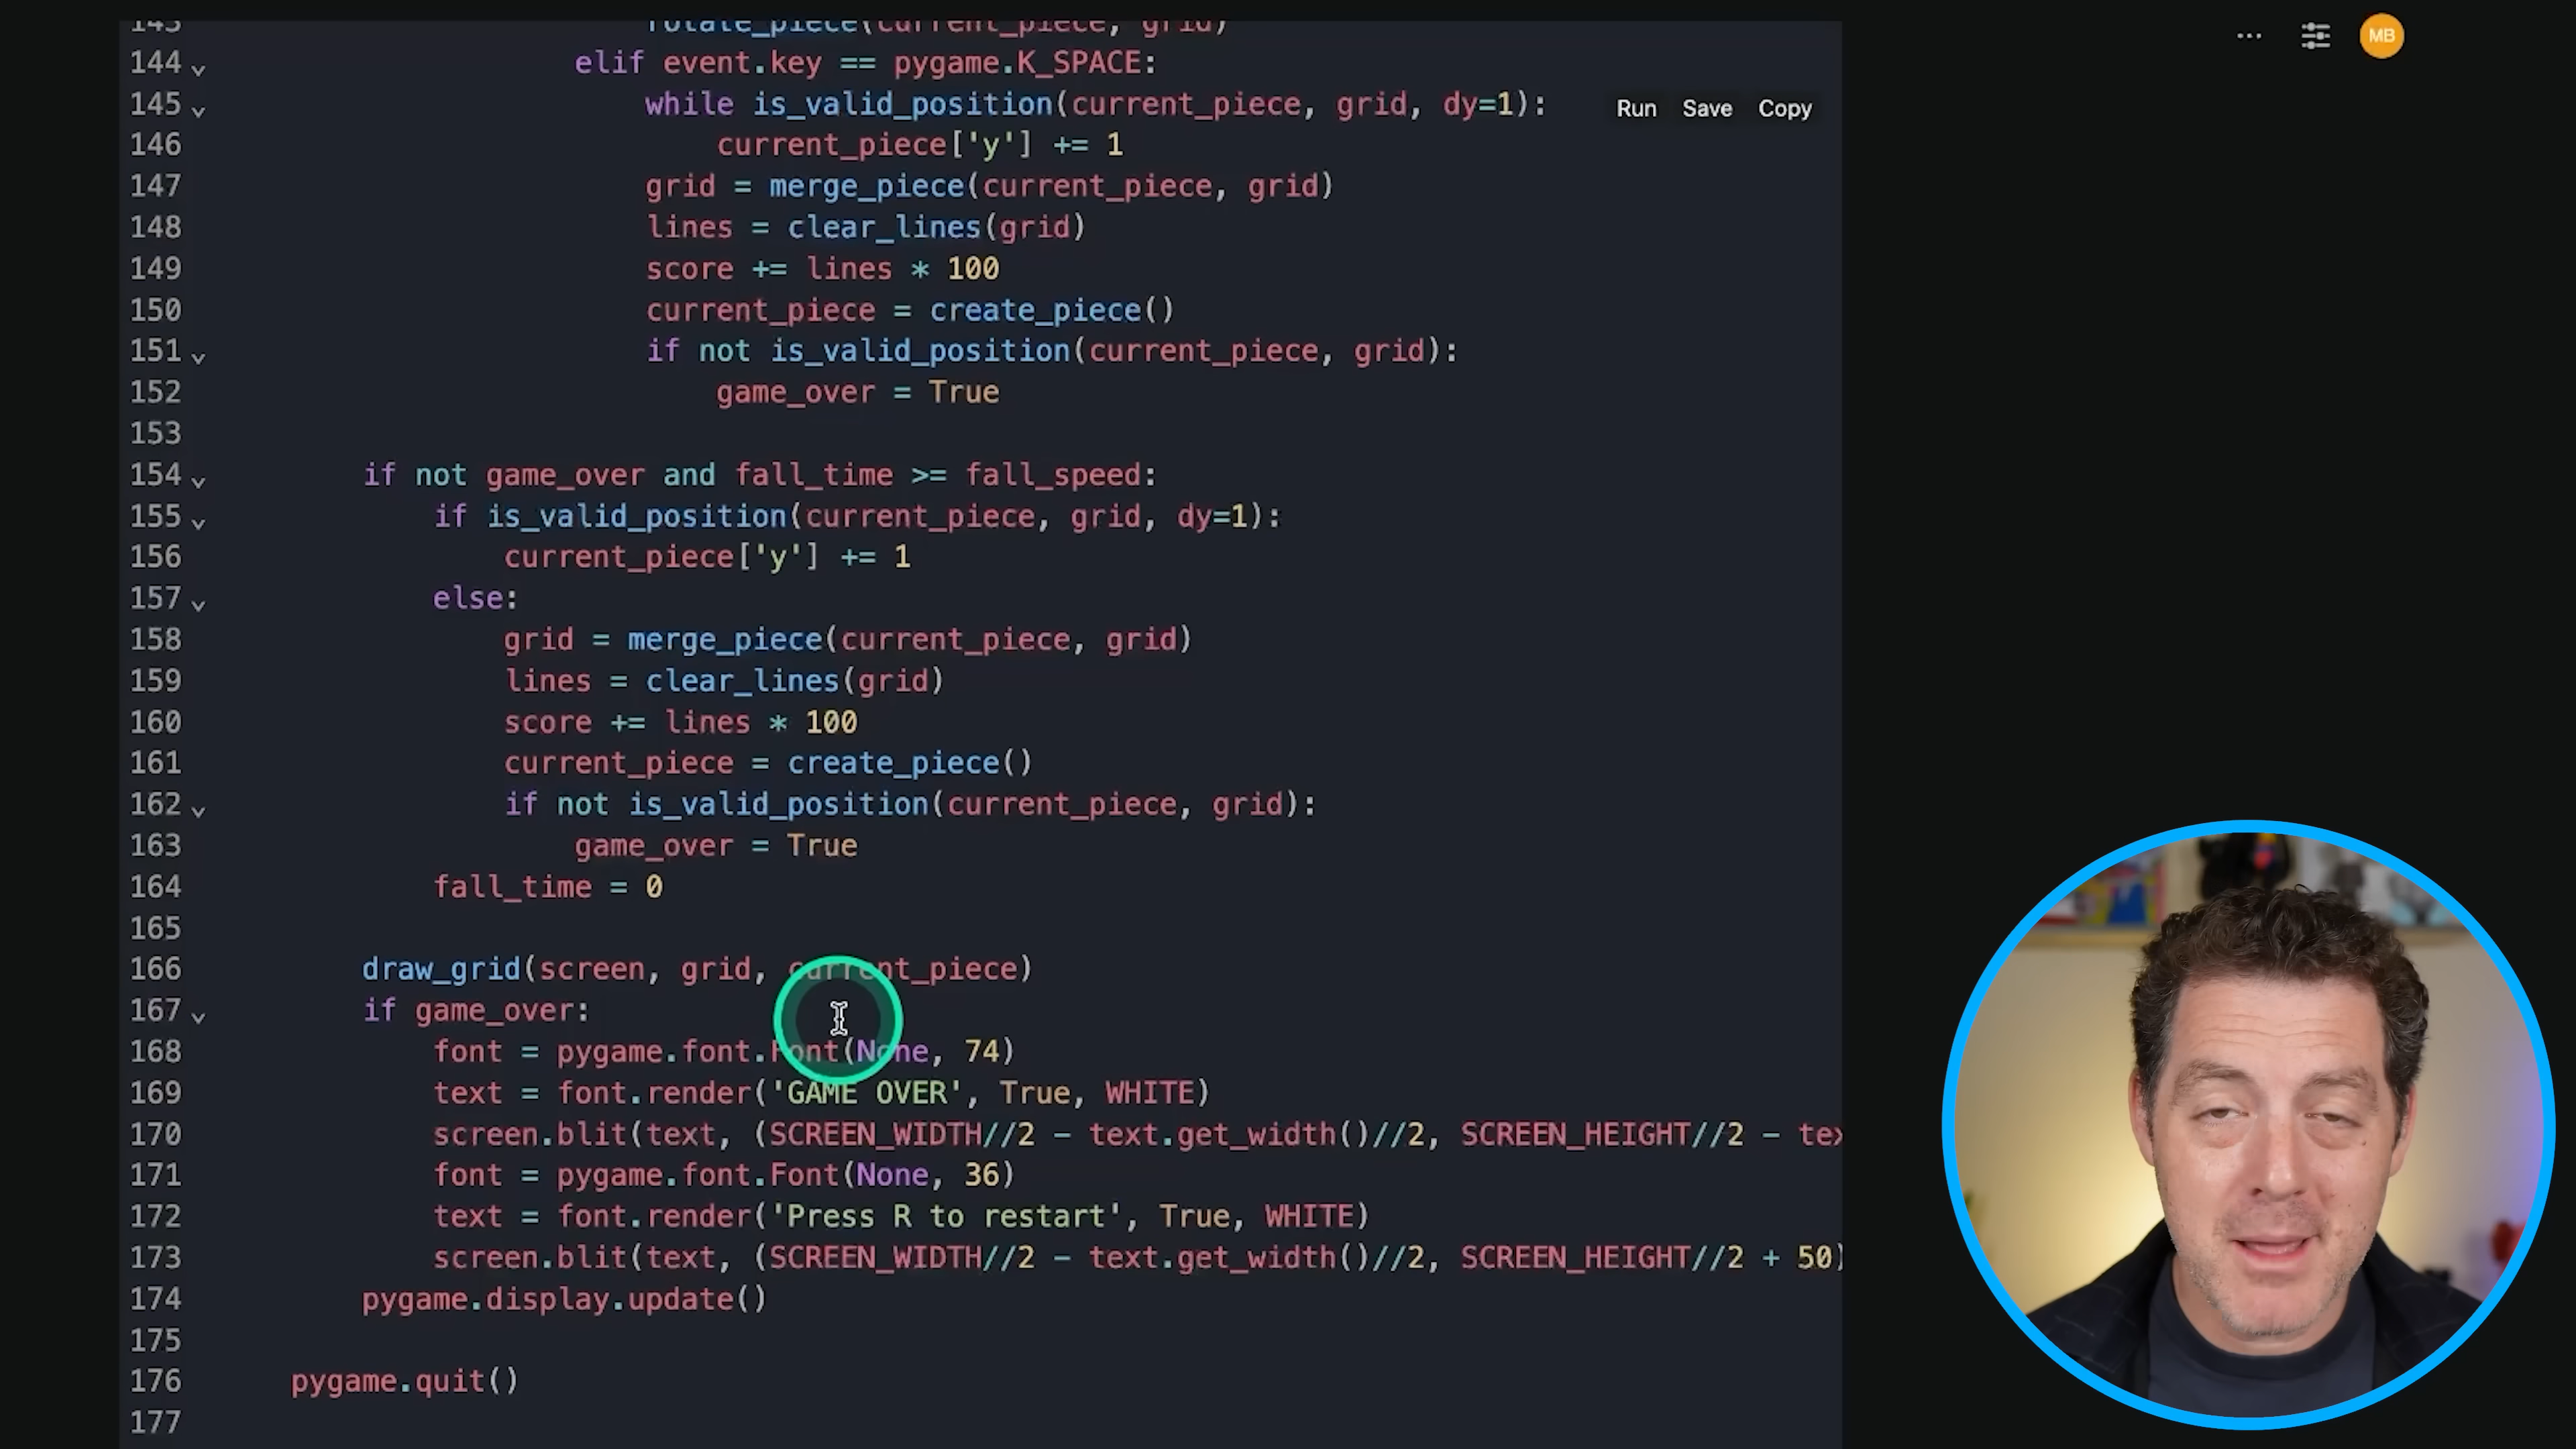 143 rotate_piece(current_piece, grid)
144 elif event.key == pygame.K_SPACE:
145 while is_valid_position(current_piece, grid, dy=1):
146 current_piece['y'] += 1
147 grid = merge_piece(current_piece, grid)
148 lines = clear_lines(grid)
149 score += lines * 100
150 current_piece = create_piece()
151 if not is_valid_position(current_piece, grid):
152 game_over = True
153
154 if not game_over and fall_time >= fall_speed:
155 if is_valid_position(current_piece, grid, dy=1):
156 current_piece['y'] += 1
157 else:
158 grid = merge_piece(current_piece, grid)
159 lines = clear_lines(grid)
160 score += lines * 100
161 current_piece = create_piece()
162 if not is_valid_position(current_piece, grid):
163 game_over = True
164 fall_time = 0
165
166 draw_grid(screen, grid, current_piece)
167 if game_over:
168 font = pygame.font.Font(None, 74)
169 text = font.render('GAME OVER', True, WHITE)
170 screen.blit(text, (SCREEN_WIDTH//2 - text.get_width()//2, SCREEN_HEIGHT//2 - tex
171 font = pygame.font.Font(None, 36)
172 text = font.render('Press R to restart', True, WHITE)
173 screen.blit(text, (SCREEN_WIDTH//2 - text.get_width()//2, SCREEN_HEIGHT//2 + 50)
174 pygame.display.update()
175
176 pygame.quit()
177
Run Save Copy
MB